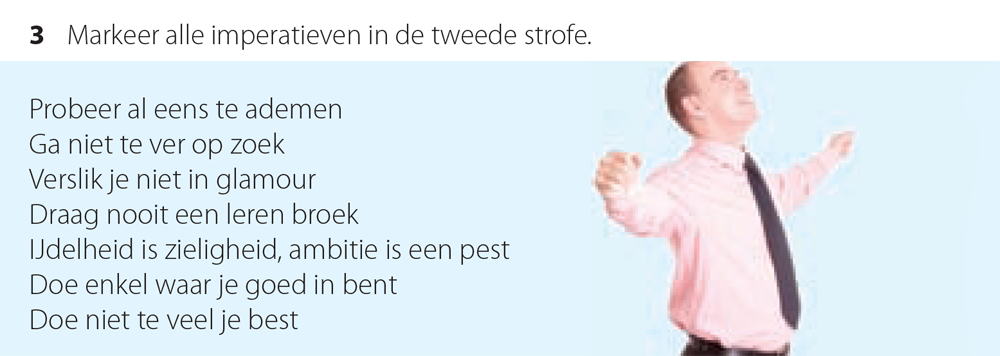 3 Markeer alle imperatieven in de tweede strofe.
Probeer al eens te ademen
Ga niet te ver op zoek
Verslik je niet in glamour
Draag nooit een leren broek
IJdelheid is zieligheid, ambitie is een pest
Doe enkel waar je goed in bent
Doe niet te veel je best